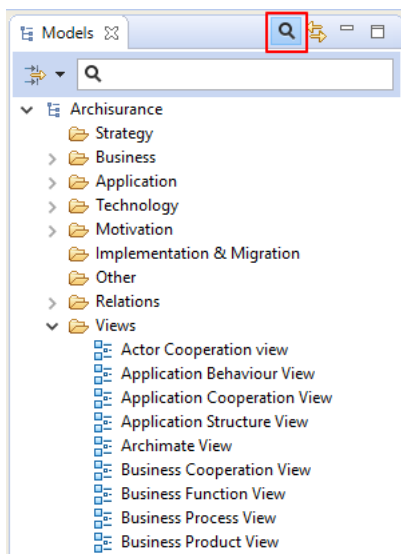 Models
Archisurance
Strategy
Business
Application
Technology
Motivation
Implementation & Migration
Other
Relations
Views
Actor Cooperation view
Application Behaviour View
Application Cooperation View
Application Structure View
Archimate View
Business Cooperation View
Business Function View
Business Process View
Business Product View